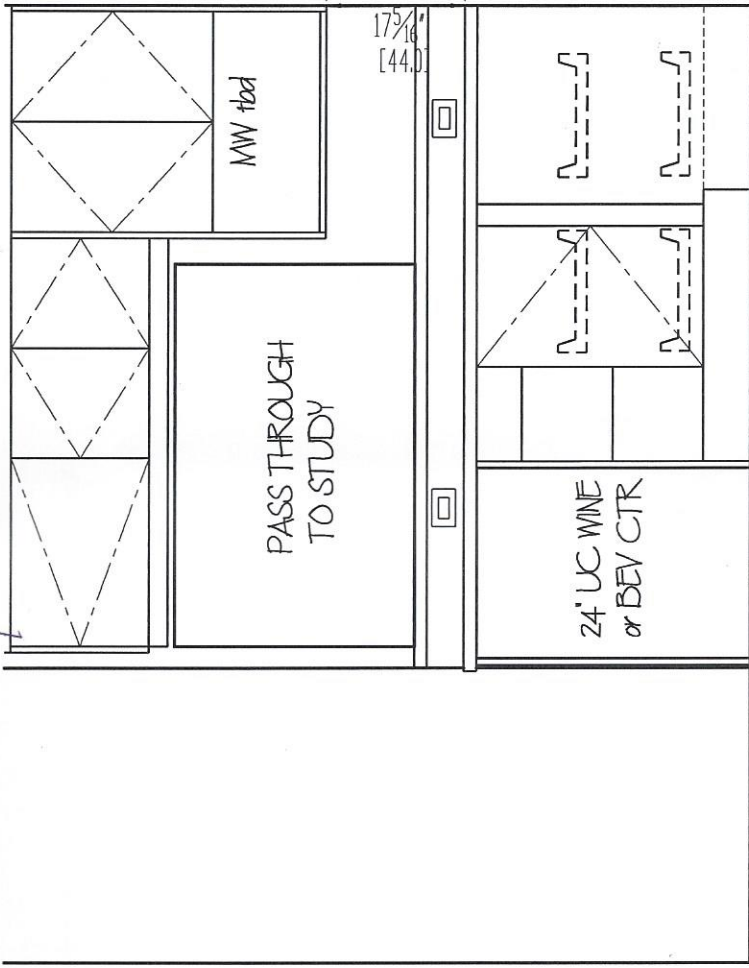 17 5/16"
[44.0]
MW tbd
PASS THROUGH
TO STUDY
24" UC WINE
or BEV CTR